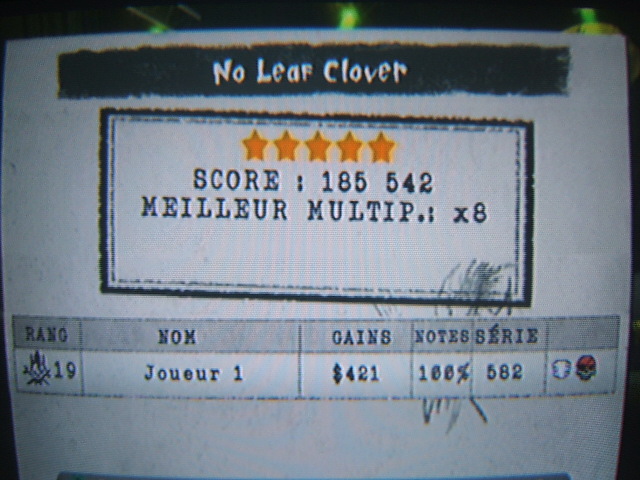 No Leaf Clover
SCORE : 185 542
MEILLEUR MULTIP.: x8
RANG NOM GAINS NOTES SÉRIE
19 Joueur 1 $421 100% 582